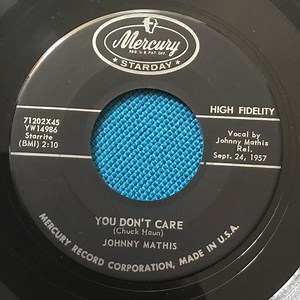 Mercury
REG. U.S. PAT. OFF.
STARDAY
71202X45
YW14986
Starrite
(BMI) 2:10
HIGH FIDELITY
Vocal by
Johnny Mathis
Rel.
Sept. 24, 1957
YOU DON'T CARE
(Chuck Haun)
JOHNNY MATHIS
MERCURY RECORD CORPORATION, MADE IN U.S.A.